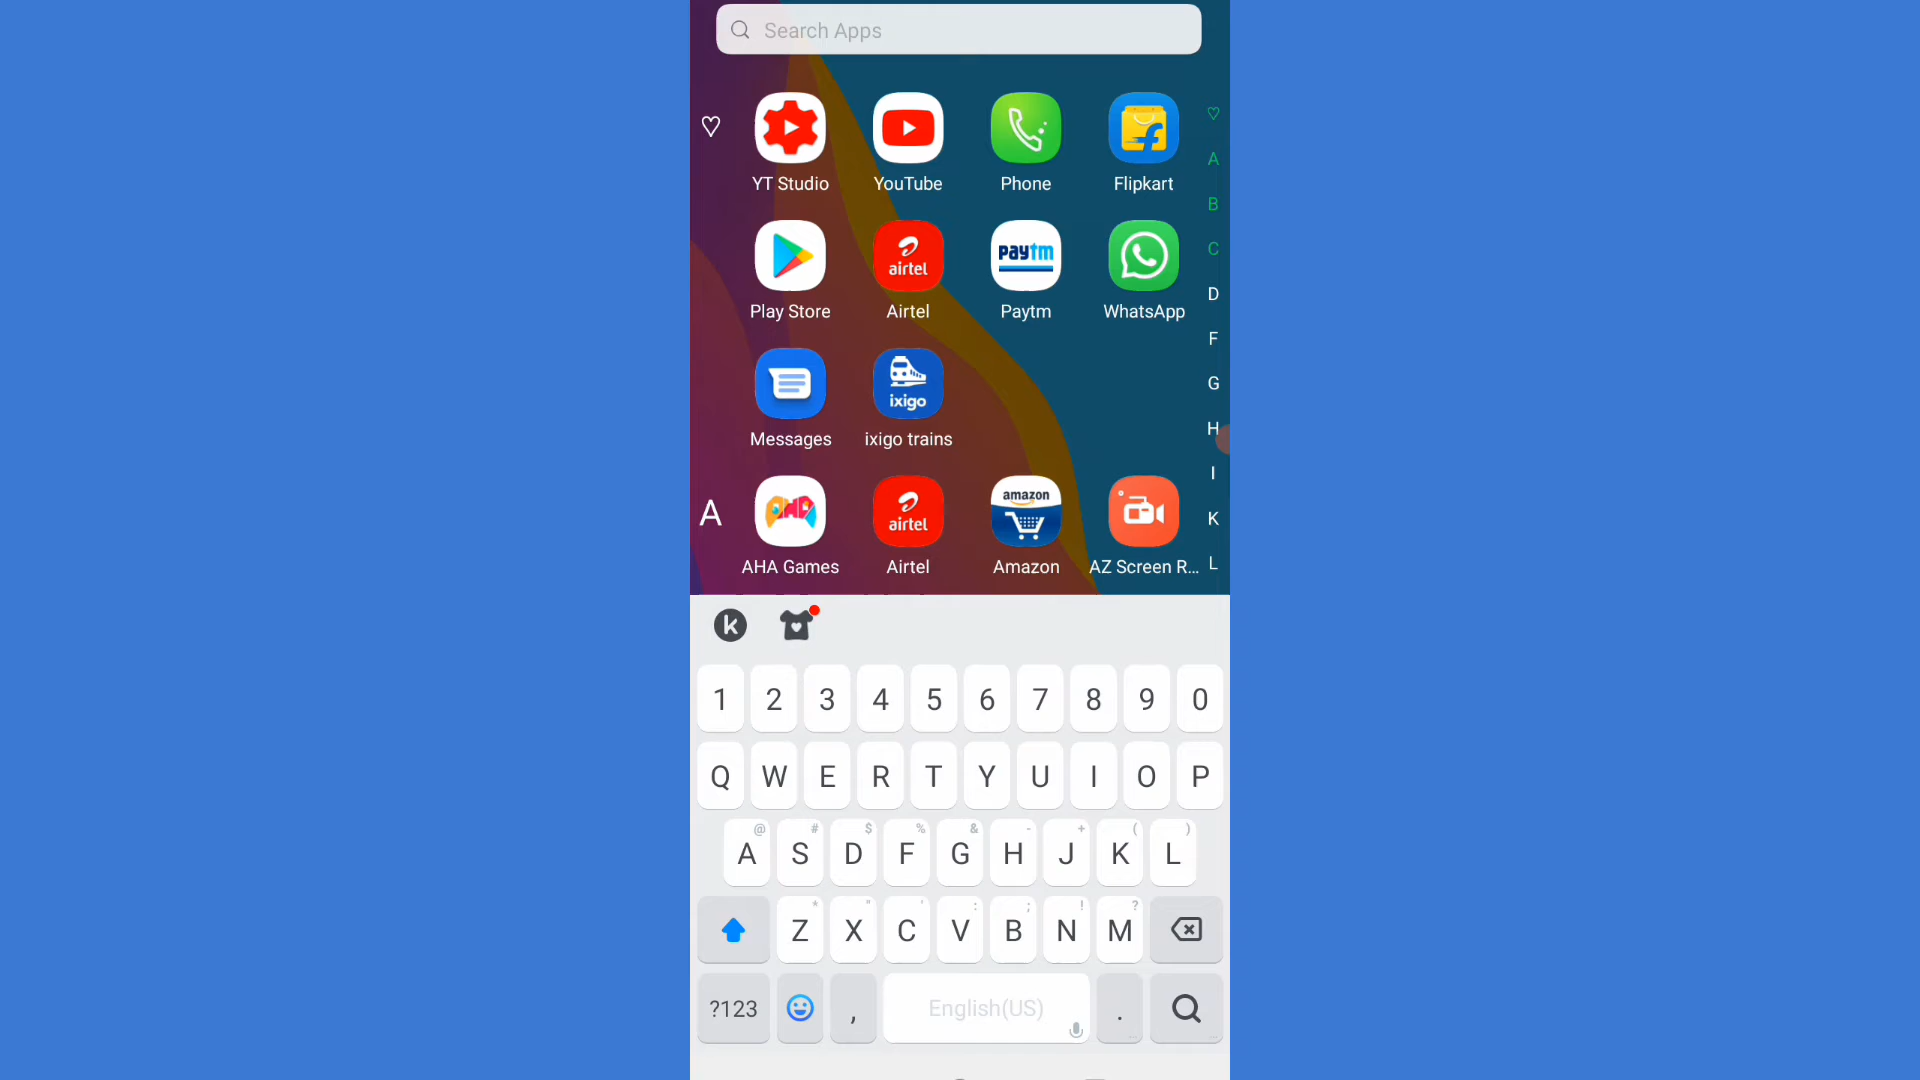 Search Apps
YT Studio YouTube Phone Flipkart
A
B
airtel paytm
C
Play Store Airtel Paytm WhatsApp
D
F
ixigo
G
Messages ixigo trains
H
I
A AHA airtel amazon
K
AHA Games Airtel Amazon AZ Screen R...
L
k
1 2 3 4 5 6 7 8 9 0
Q W E R T Y U I O P
@ # $ % & - + ( )
A S D F G H J K L
* " ' : ; ! ?
Z X C V B N M
?123 , English(US) .